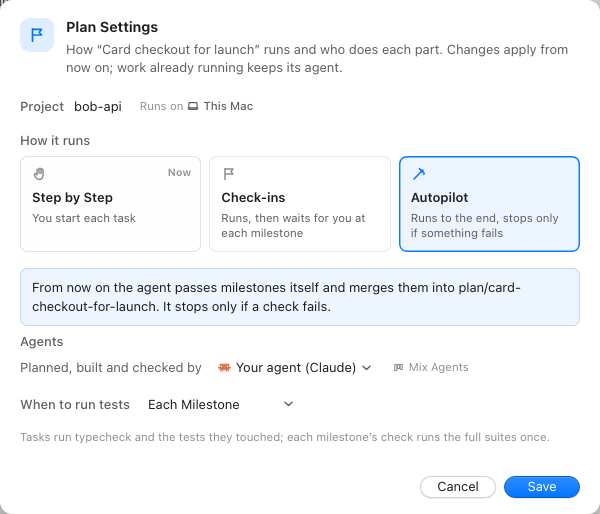 Plan Settings
How “Card checkout for launch” runs and who does each part. Changes apply from
now on; work already running keeps its agent.
Project bob-api Runs on This Mac
How it runs
Now
Step by Step
You start each task
Check-ins
Runs, then waits for you at
each milestone
Autopilot
Runs to the end, stops only
if something fails
From now on the agent passes milestones itself and merges them into plan/card-
checkout-for-launch. It stops only if a check fails.
Agents
Planned, built and checked by Your agent (Claude) Mix Agents
When to run tests Each Milestone
Tasks run typecheck and the tests they touched; each milestone's check runs the full suites once.
Cancel Save